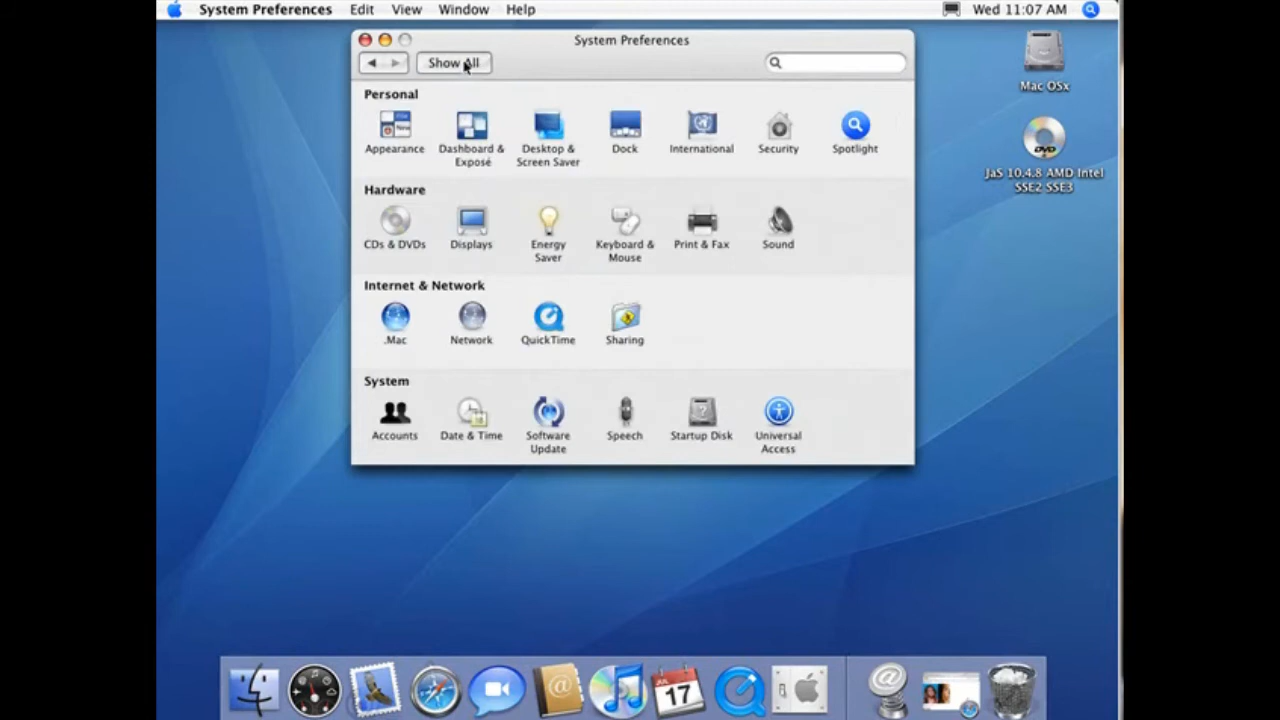 System Preferences Edit View Window Help Wed 11:07 AM
System Preferences
Show All
Personal
Appearance Dashboard & Exposé Desktop & Screen Saver Dock International Security Spotlight
Hardware
CDs & DVDs Displays Energy Saver Keyboard & Mouse Print & Fax Sound
Internet & Network
.Mac Network QuickTime Sharing
System
Accounts Date & Time Software Update Speech Startup Disk Universal Access
Mac OSx
DVD
JaS 10.4.8 AMD Intel
SSE2 SSE3
JUL
17